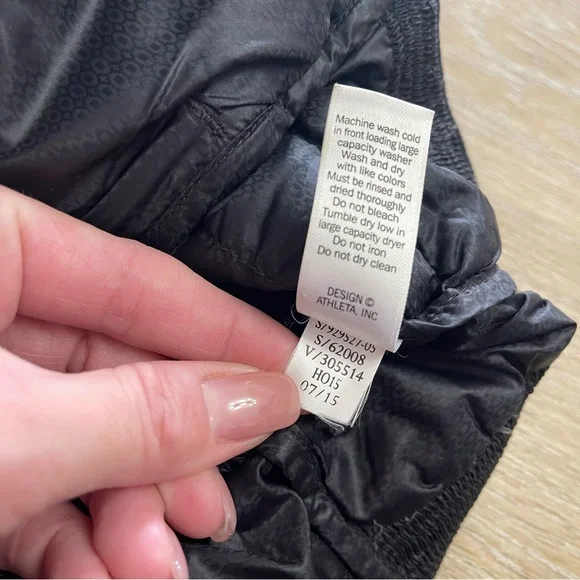 Machine wash cold
in front loading large
capacity washer
Wash and dry
with like colors
Must be rinsed and
dried thoroughly
Do not bleach
Tumble dry low in
large capacity dryer
Do not iron
Do not dry clean
DESIGN ©
ATHLETA, INC
S/929527-05
S/62008
V/305514
HO15
07/15